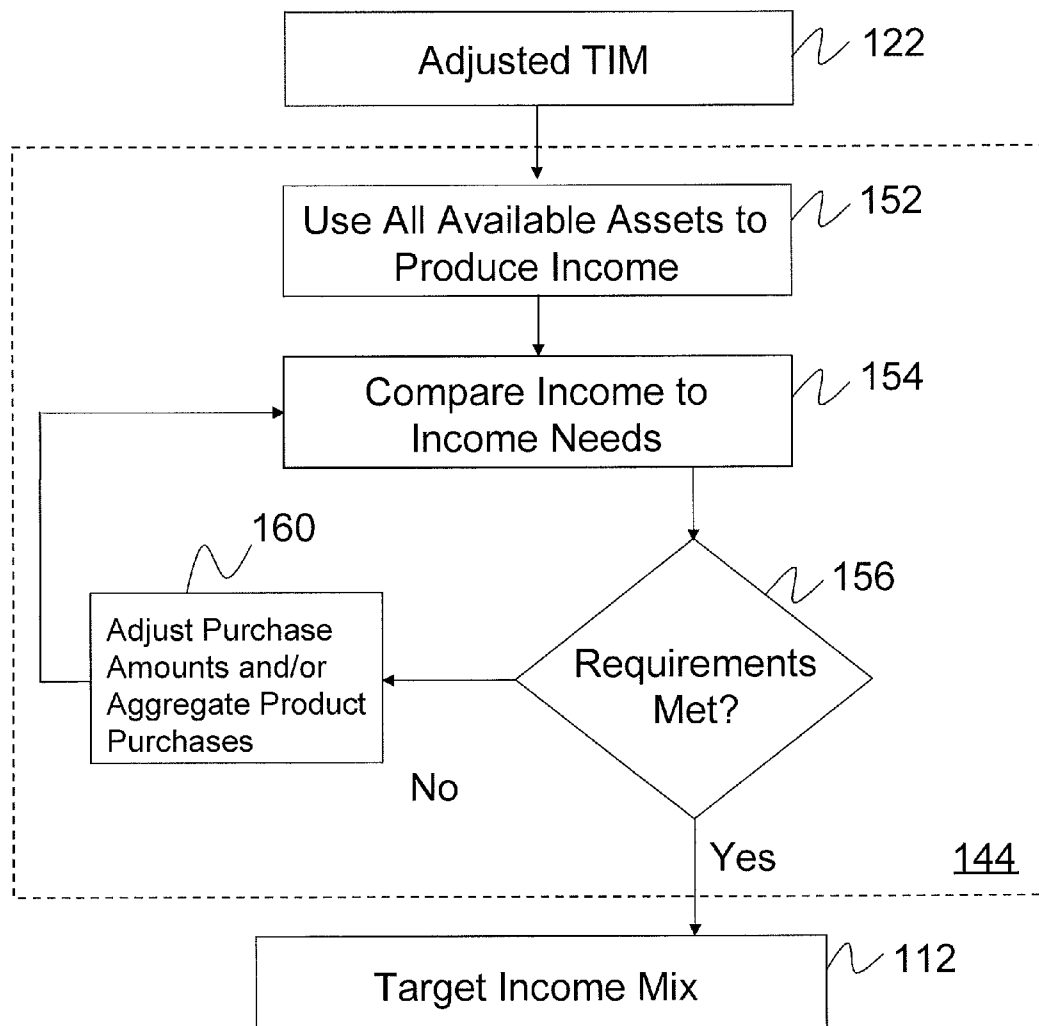 Adjusted TIM
122
Use All Available Assets to
Produce Income
152
Compare Income to
Income Needs
154
160
156
Adjust Purchase
Amounts and/or
Aggregate Product
Purchases
Requirements
Met?
No
Yes
144
Target Income Mix
112